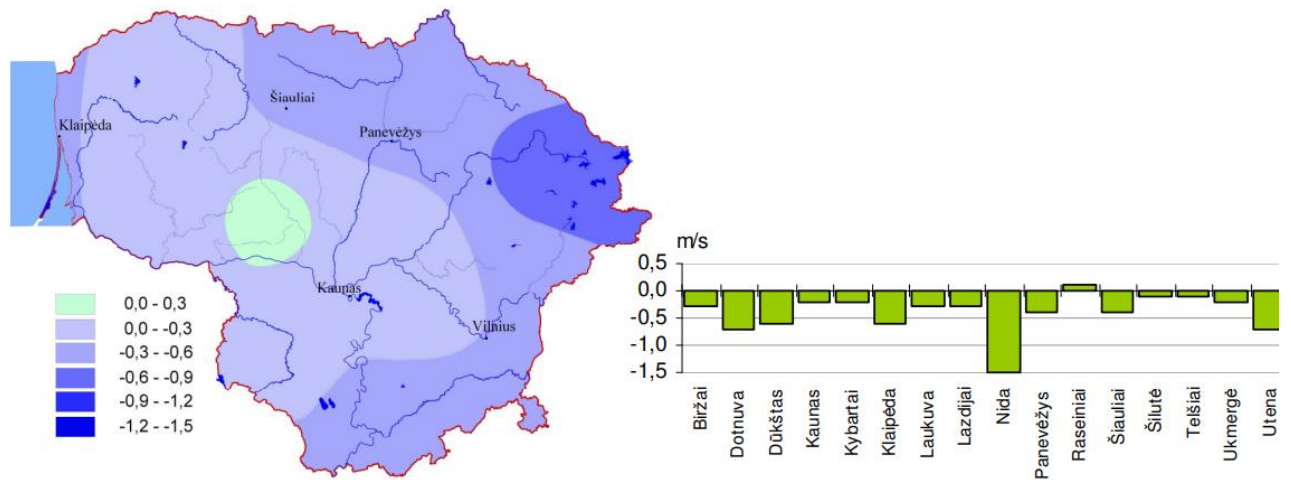 Šiauliai
Klaipėda
Panevėžys
Kaunas
Vilnius
0,0 - 0,3
0,0 - -0,3
-0,3 - -0,6
-0,6 - -0,9
-0,9 - -1,2
-1,2 - -1,5
m/s
0,5
0,0
-0,5
-1,0
-1,5
Biržai
Dotnuva
Dūkštas
Kaunas
Kybartai
Klaipėda
Laukuva
Lazdijai
Nida
Panevėžys
Raseiniai
Šiauliai
Šilutė
Telšiai
Ukmergė
Utena